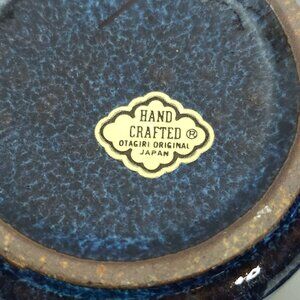 HAND
CRAFTED ®
OTAGIRI ORIGINAL
JAPAN